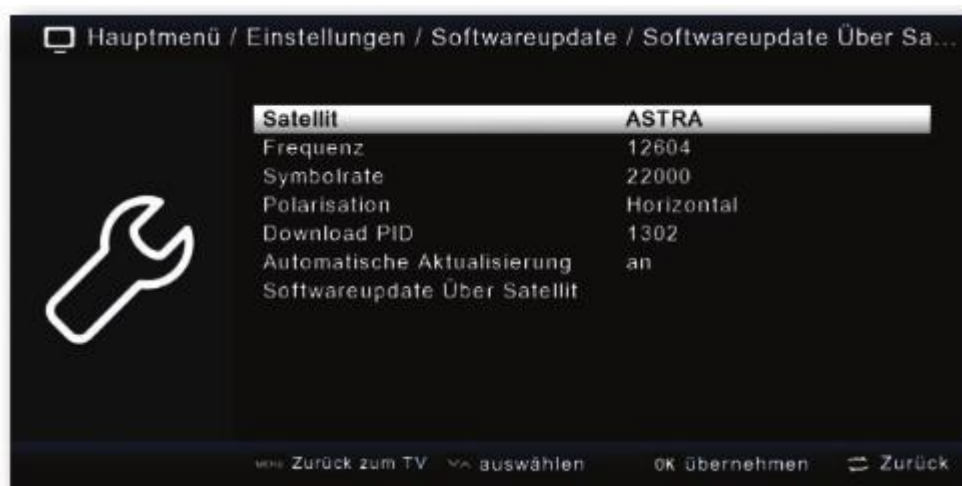 Hauptmenü / Einstellungen / Softwareupdate / Softwareupdate Über Sa...
Satellit ASTRA
Frequenz 12604
Symbolrate 22000
Polarisation Horizontal
Download PID 1302
Automatische Aktualisierung an
Softwareupdate Über Satellit
MENU Zurück zum TV auswählen OK übernehmen Zurück